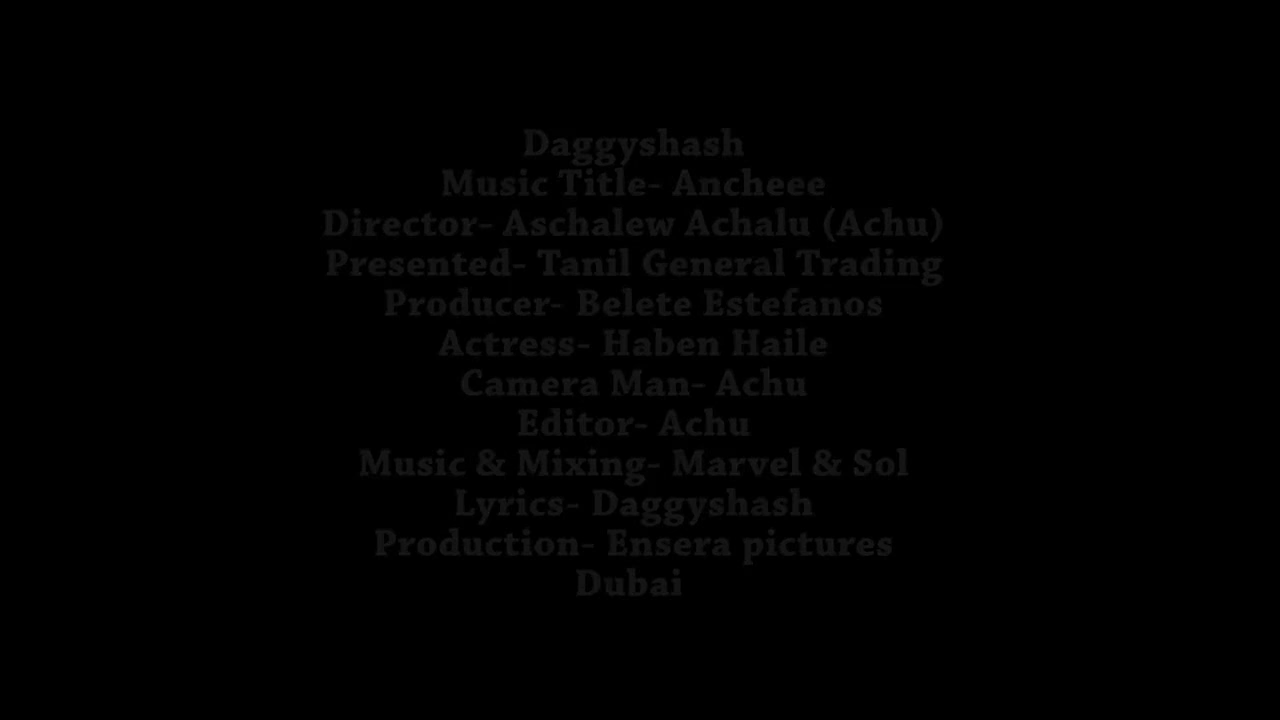 Daggyshash
Music Title- Ancheee
Director- Aschalew Achalu (Achu)
Presented- Tanil General Trading
Producer- Belete Estefanos
Actress- Haben Haile
Camera Man- Achu
Editor- Achu
Music & Mixing- Marvel & Sol
Lyrics- Daggyshash
Production- Ensera pictures
Dubai